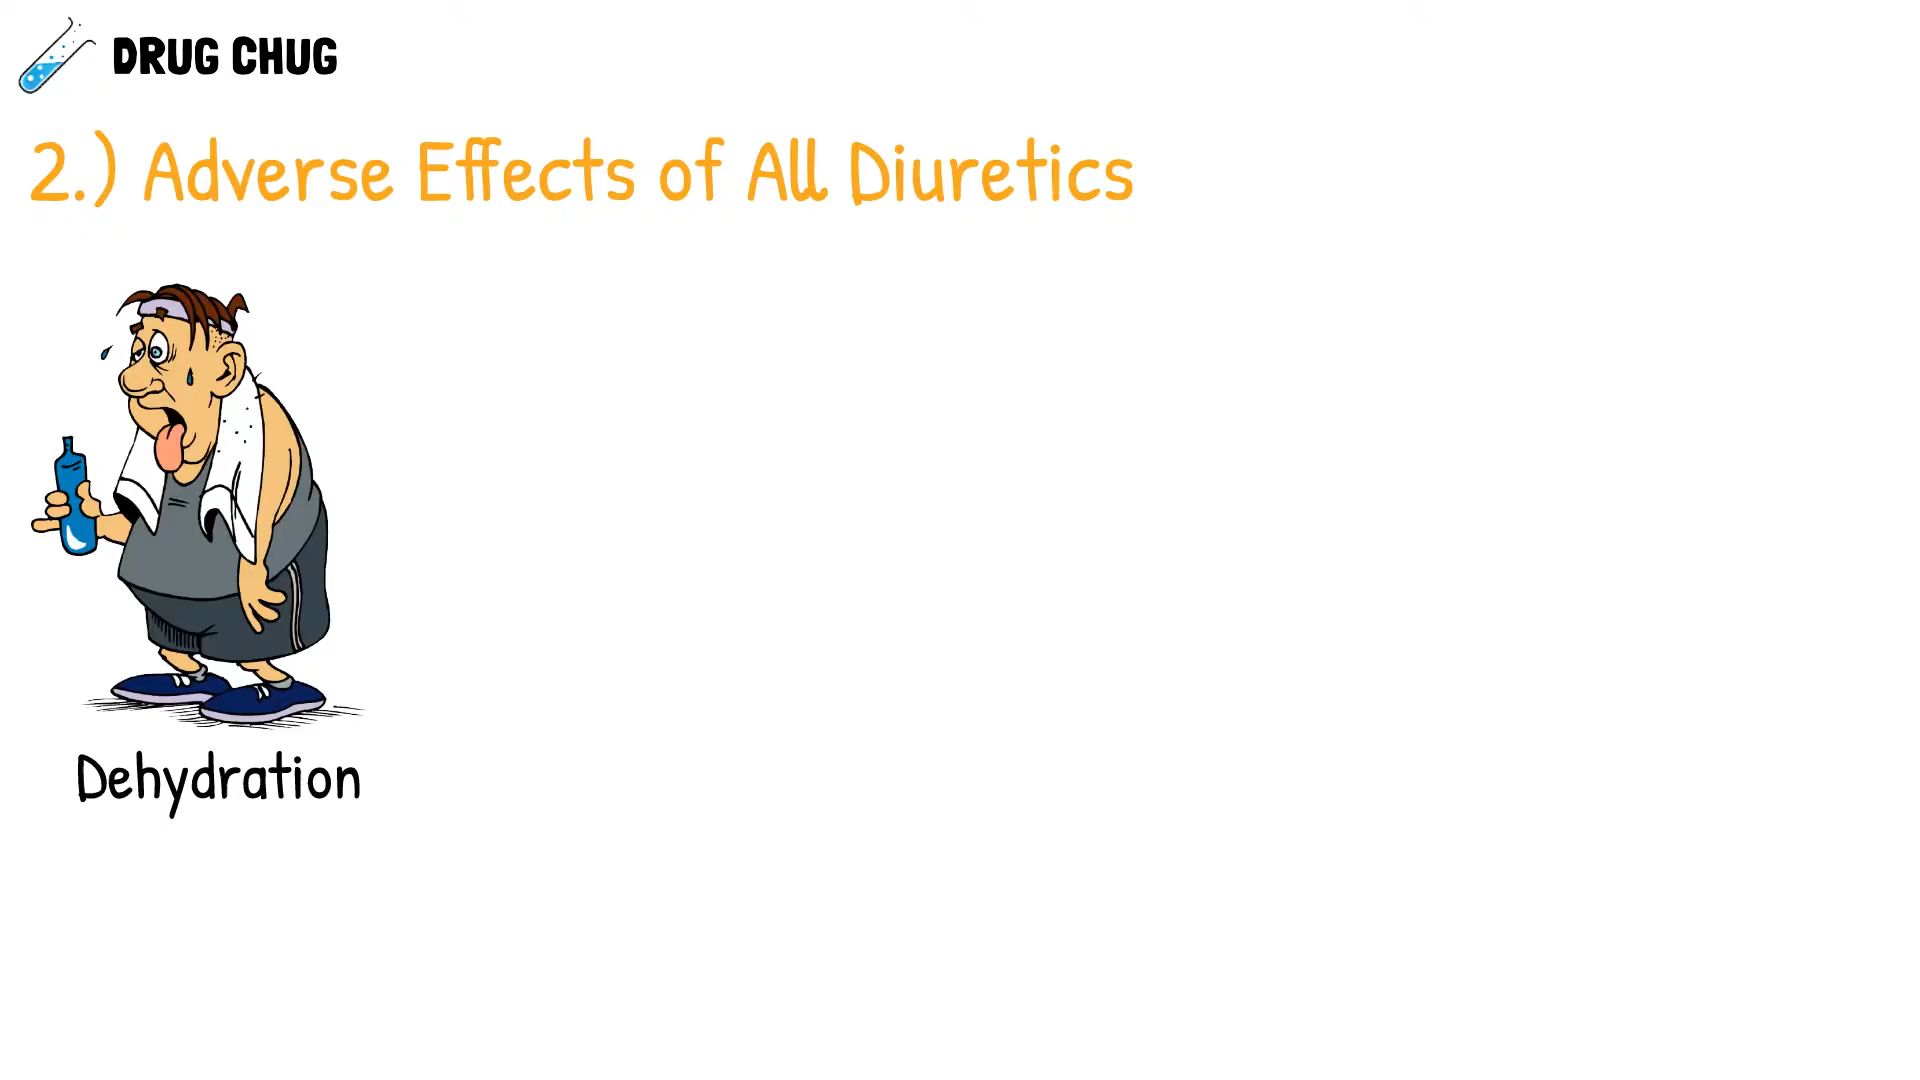 DRUG CHUG
2.) Adverse Effects of All Diuretics
Dehydration